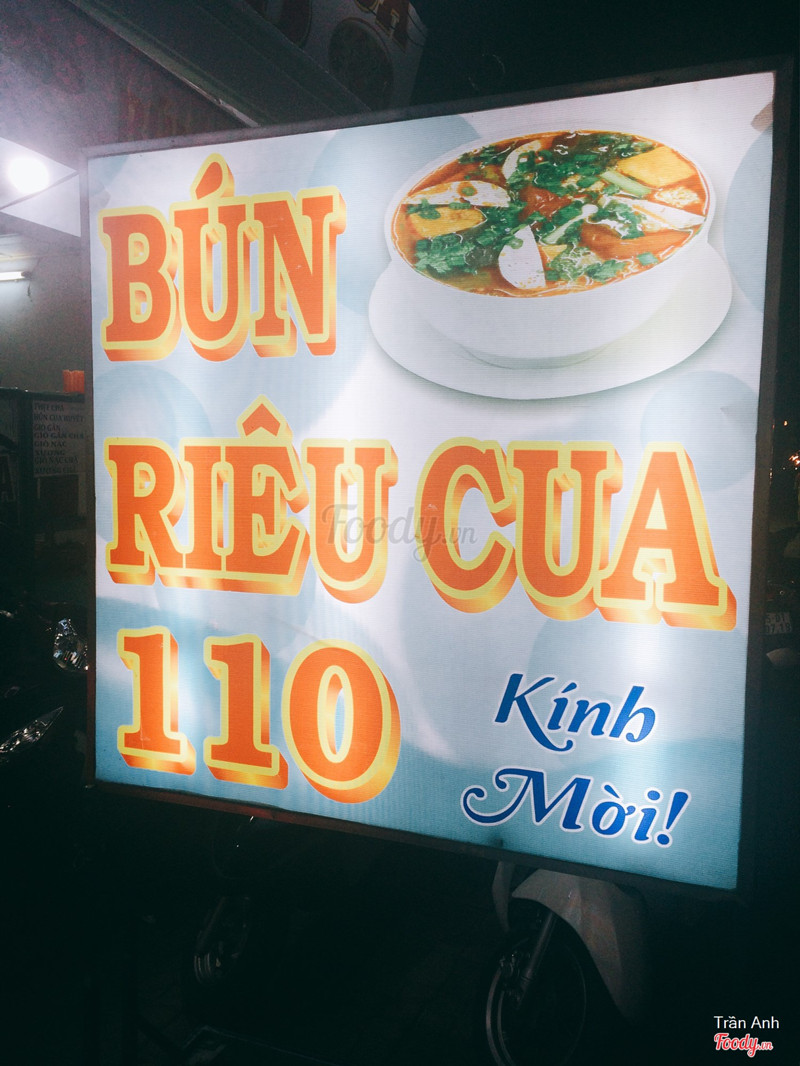 BÚN
RIÊU CUA
110
Kính
Mời!
Foody.vn
Trần Anh
Foody.vn